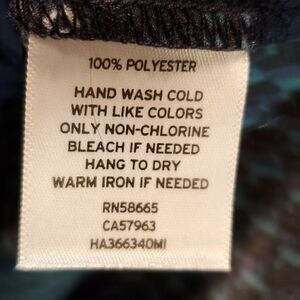 100% POLYESTER
HAND WASH COLD
WITH LIKE COLORS
ONLY NON-CHLORINE
BLEACH IF NEEDED
HANG TO DRY
WARM IRON IF NEEDED
RN58665
CA57963
HA366340MI